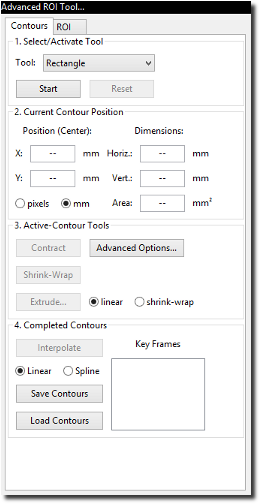 Advanced ROI Tool...
Contours ROI
1. Select/Activate Tool
Tool: Rectangle
Start Reset
2. Current Contour Position
Position (Center): Dimensions:
X: -- mm Horiz.: -- mm
Y: -- mm Vert.: -- mm
pixels mm Area: -- mm²
3. Active-Contour Tools
Contract Advanced Options...
Shrink-Wrap
Extrude... linear shrink-wrap
4. Completed Contours
Interpolate Key Frames
Linear Spline
Save Contours
Load Contours